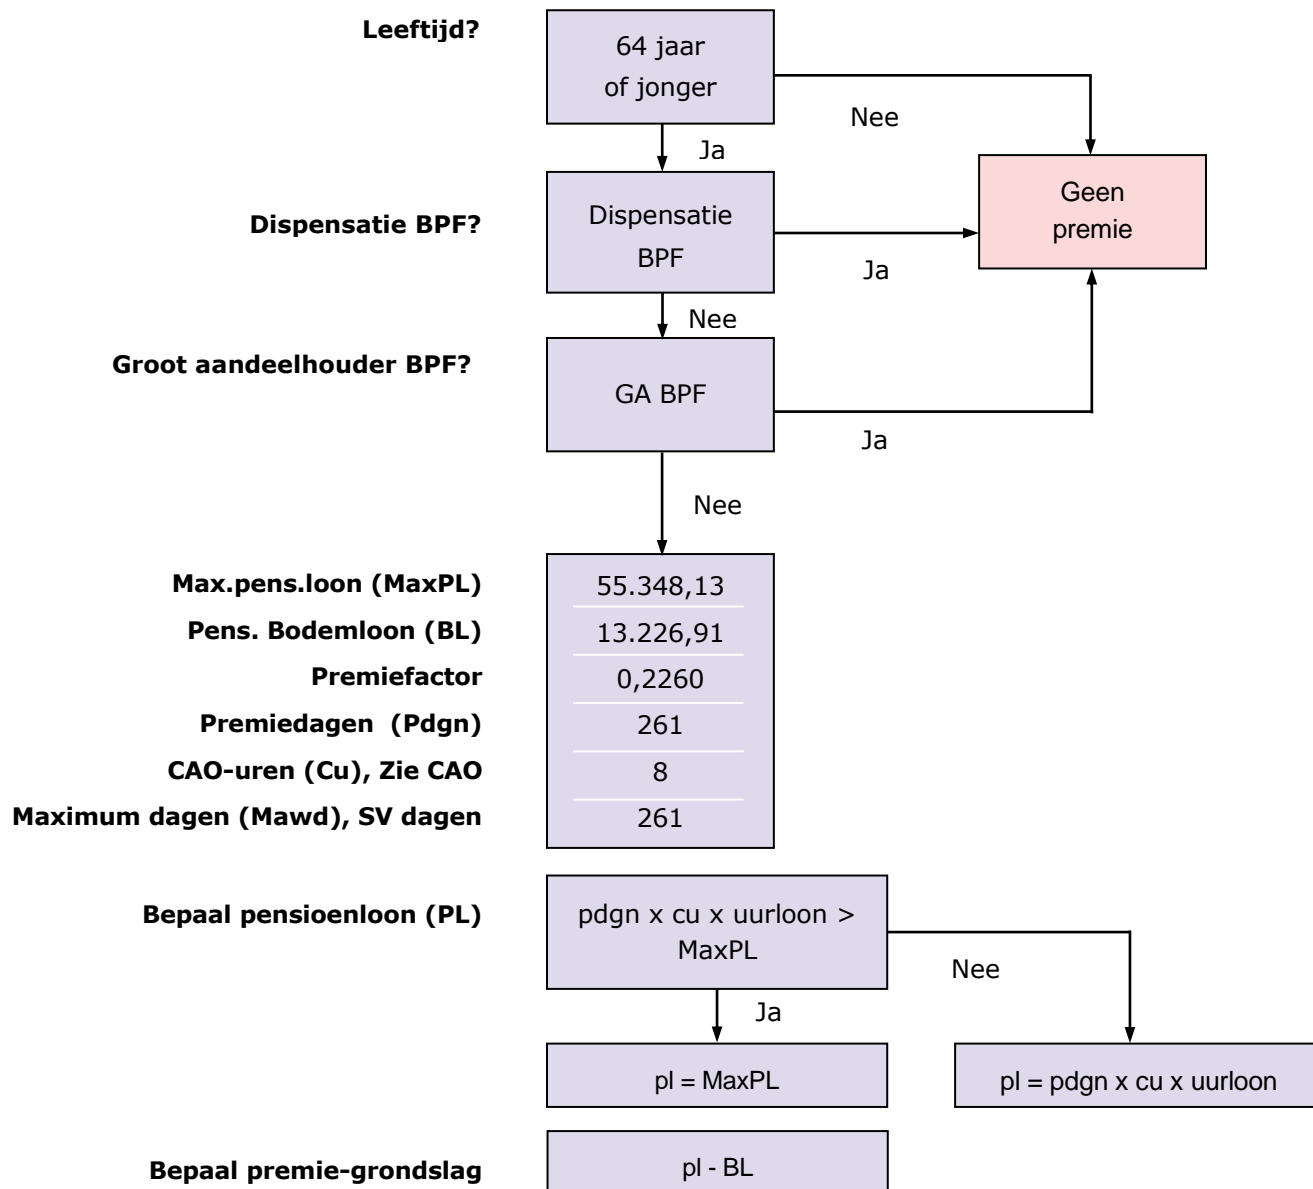 Leeftijd?
64 jaar
of jonger
Nee
Ja
Geen
premie
Dispensatie BPF?
Dispensatie
BPF
Ja
Nee
Groot aandeelhouder BPF?
GA BPF
Ja
Nee
Max.pens.loon (MaxPL) 55.348,13
Pens. Bodemloon (BL) 13.226,91
Premiefactor 0,2260
Premiedagen (Pdgn) 261
CAO-uren (Cu), Zie CAO 8
Maximum dagen (Mawd), SV dagen 261
Bepaal pensioenloon (PL)
pdgn x cu x uurloon >
MaxPL
Nee
Ja
pl = MaxPL
pl = pdgn x cu x uurloon
Bepaal premie-grondslag
pl - BL